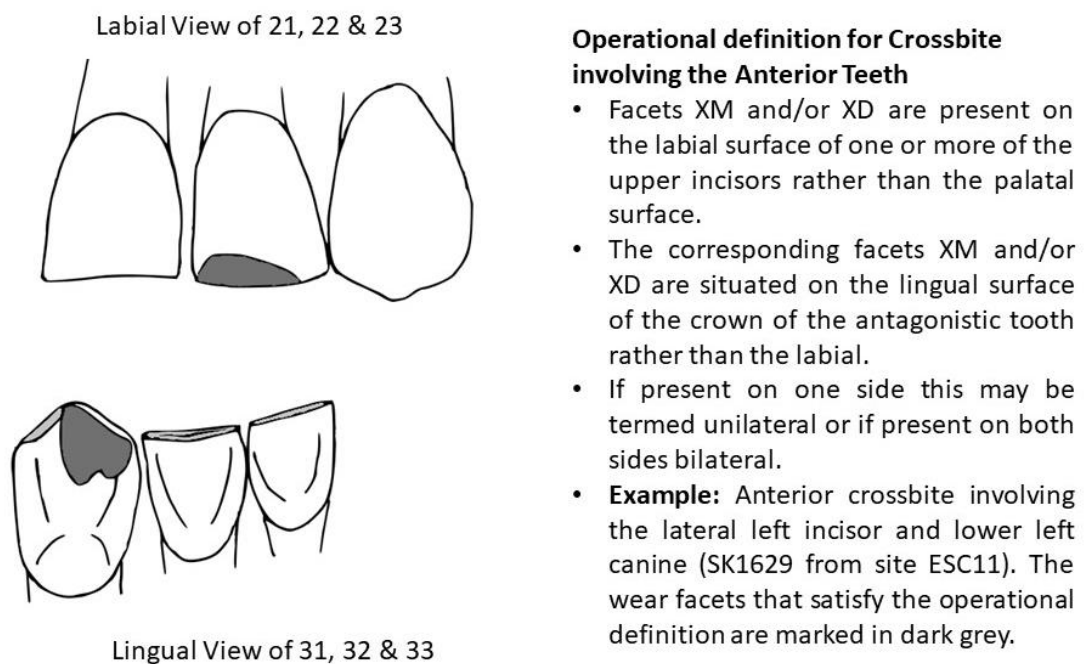 Labial View of 21, 22 & 23
Operational definition for Crossbite
involving the Anterior Teeth
• Facets XM and/or XD are present on
the labial surface of one or more of the
upper incisors rather than the palatal
surface.
• The corresponding facets XM and/or
XD are situated on the lingual surface
of the crown of the antagonistic tooth
rather than the labial.
• If present on one side this may be
termed unilateral or if present on both
sides bilateral.
• Example: Anterior crossbite involving
the lateral left incisor and lower left
canine (SK1629 from site ESC11). The
wear facets that satisfy the operational
definition are marked in dark grey.
Lingual View of 31, 32 & 33